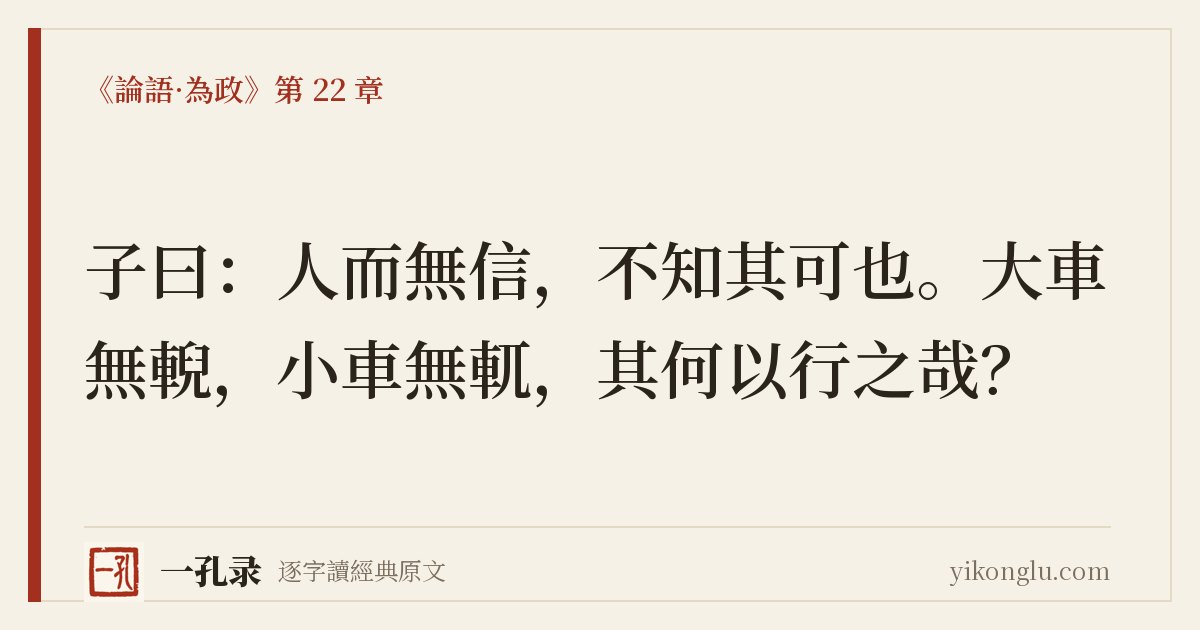 《論語·為政》第 22 章
子曰：人而無信，不知其可也。大車
無輗，小車無軏，其何以行之哉？
一孔
一孔录 逐字讀經典原文 yikonglu.com